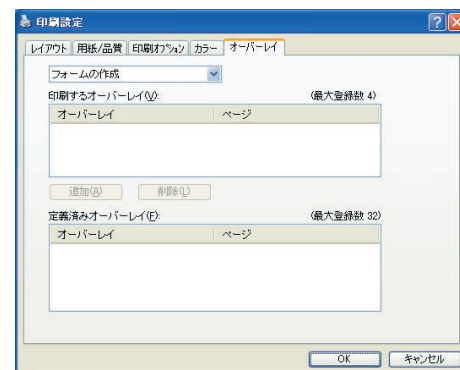 印刷設定
レイアウト 用紙/品質 印刷オプション カラー オーバーレイ
フォームの作成
印刷するオーバーレイ(V): (最大登録数 4)
オーバーレイ ページ
追加(A) 削除(L)
定義済みオーバーレイ(F): (最大登録数 32)
オーバーレイ ページ
OK キャンセル